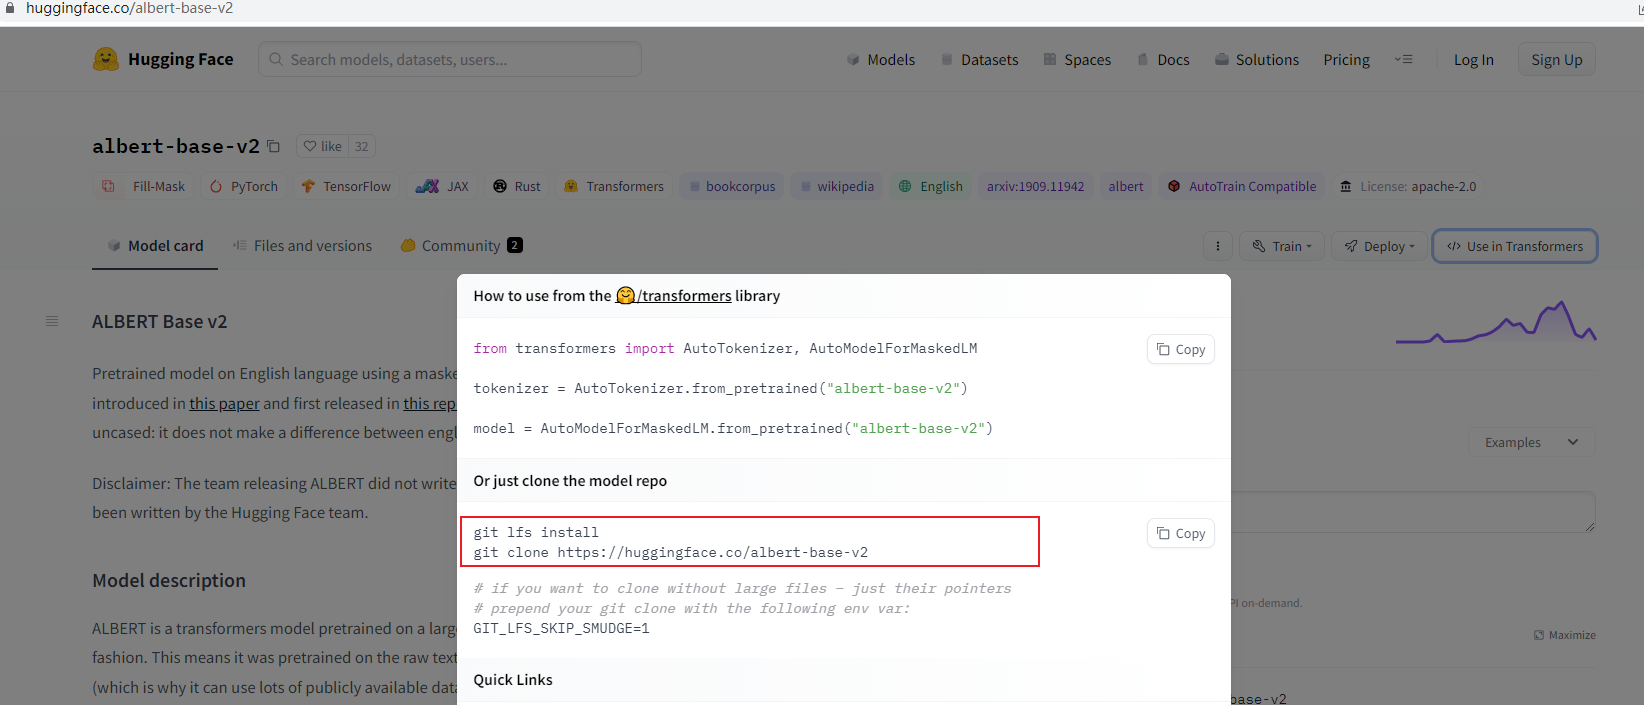 huggingface.co/albert-base-v2
Hugging Face
Search models, datasets, users...
Models
Datasets
Spaces
Docs
Solutions
Pricing
Log In
Sign Up
albert-base-v2
like 32
Fill-Mask
PyTorch
TensorFlow
JAX
Rust
Transformers
bookcorpus
wikipedia
English
arxiv:1909.11942
albert
AutoTrain Compatible
License: apache-2.0
Model card
Files and versions
Community 2
Train
Deploy
</> Use in Transformers
How to use from the 🤗/transformers library
from transformers import AutoTokenizer, AutoModelForMaskedLM
Copy
tokenizer = AutoTokenizer.from_pretrained("albert-base-v2")
model = AutoModelForMaskedLM.from_pretrained("albert-base-v2")
Or just clone the model repo
git lfs install
git clone https://huggingface.co/albert-base-v2
Copy
# if you want to clone without large files – just their pointers
# prepend your git clone with the following env var:
GIT_LFS_SKIP_SMUDGE=1
Quick Links
ALBERT Base v2
Pretrained model on English language using a maske
introduced in this paper and first released in this rep
uncased: it does not make a difference between engl
Disclaimer: The team releasing ALBERT did not write
been written by the Hugging Face team.
Model description
ALBERT is a transformers model pretrained on a larg
fashion. This means it was pretrained on the raw text
(which is why it can use lots of publicly available data
Examples
PI on-demand.
Maximize
base-v2